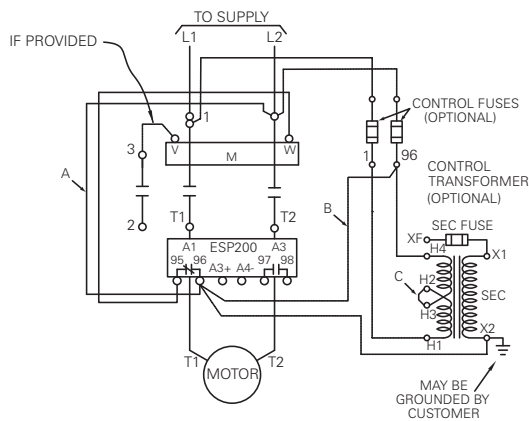 TO SUPPLY
L1
L2
IF PROVIDED
1
CONTROL FUSES
(OPTIONAL)
V
M
W
3
1
96
A
CONTROL
TRANSFORMER
(OPTIONAL)
2
T1
T2
B
SEC FUSE
XF
A1
ESP200
A3
H4
X1
95
96
A3+
A4-
97
98
C
H2
SEC
H3
H1
X2
T1
T2
MOTOR
MAY BE
GROUNDED BY
CUSTOMER